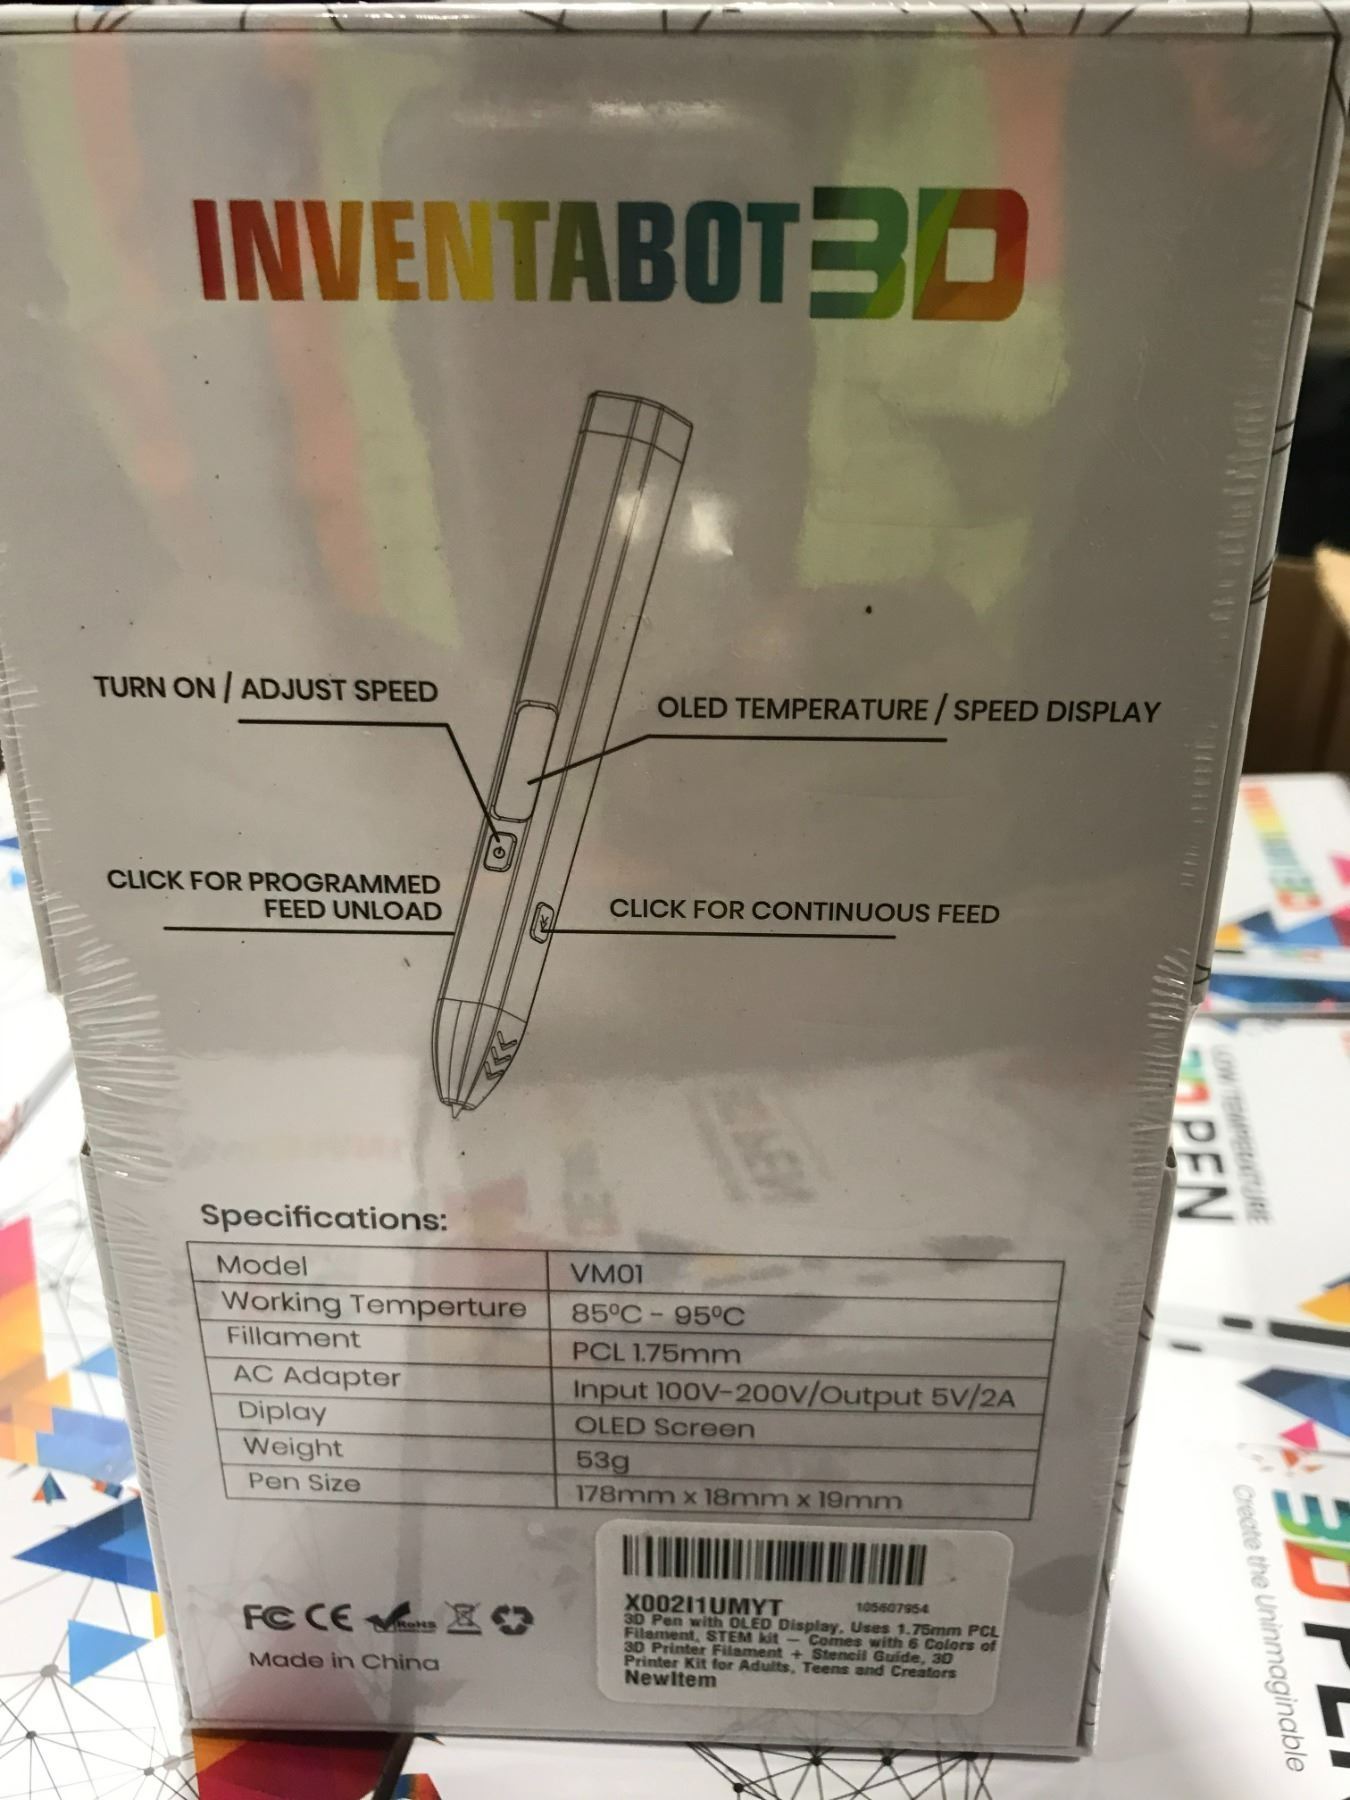 INVENTABOT3D
TURN ON / ADJUST SPEED
OLED TEMPERATURE / SPEED DISPLAY
CLICK FOR PROGRAMMED
FEED UNLOAD
CLICK FOR CONTINUOUS FEED
Specifications:
Model VM01
Working Temperture 85ºC - 95ºC
Fillament PCL 1.75mm
AC Adapter Input 100V-200V/Output 5V/2A
Diplay OLED Screen
Weight 53g
Pen Size 178mm x 18mm x 19mm
FC CE RoHS
Made in China
X002I1UMYT 105607954
3D Pen with OLED Display, Uses 1.75mm PCL
Filament, STEM kit – Comes with 6 Colors of
3D Printer Filament + Stencil Guide, 3D
Printer Kit for Adults, Teens and Creators
NewItem
LOW TEMPERATURE
3D PEN
3D PE
Create the Uninmaginable